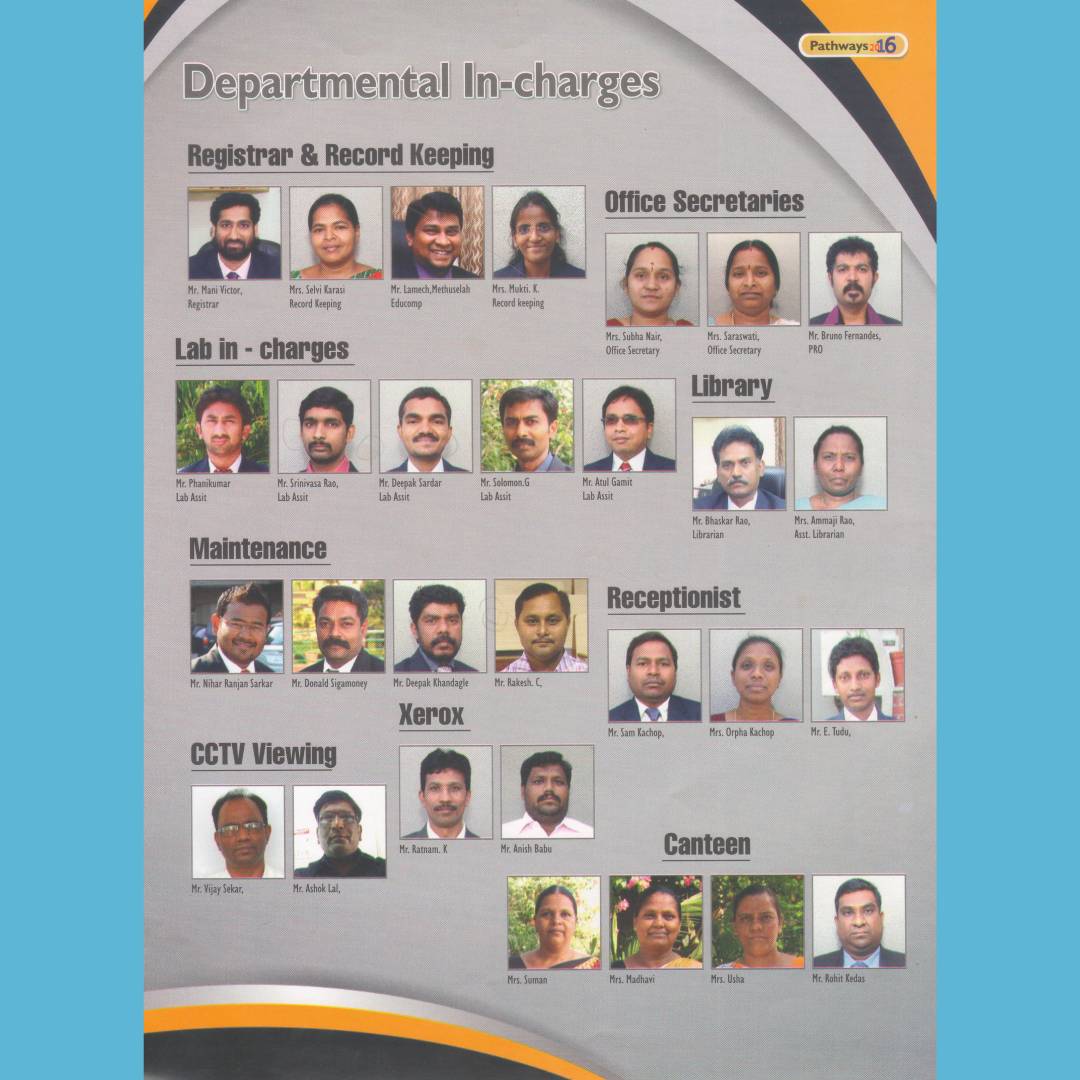 Pathways 2016
Departmental In-charges
Registrar & Record Keeping
Mr. Mani Victor,
Registrar
Mrs. Selvi Karasi
Record Keeping
Mr. Lamech,Methuselah
Educomp
Mrs. Mukti. K.
Record keeping
Office Secretaries
Mrs. Subha Nair,
Office Secretary
Mrs. Saraswati,
Office Secretary
Mr. Bruno Fernandes,
PRO
Lab in - charges
Mr. Phanikumar
Lab Assit
Mr. Srinivasa Rao,
Lab Assit
Mr. Deepak Sardar
Lab Assit
Mr. Solomon.G
Lab Assit
Mr. Atul Gamit
Lab Assit
Library
Mr. Bhaskar Rao,
Librarian
Mrs. Ammaji Rao,
Asst. Librarian
Maintenance
Mr. Nihar Ranjan Sarkar
Mr. Donald Sigamoney
Mr. Deepak Khandagle
Mr. Rakesh. C,
Receptionist
Mr. Sam Kachop,
Mrs. Orpha Kachop
Mr. E. Tudu,
Xerox
Mr. Ratnam. K
Mr. Anish Babu
CCTV Viewing
Mr. Vijay Sekar,
Mr. Ashok Lal,
Canteen
Mrs. Suman
Mrs. Madhavi
Mrs. Usha
Mr. Rohit Kedas